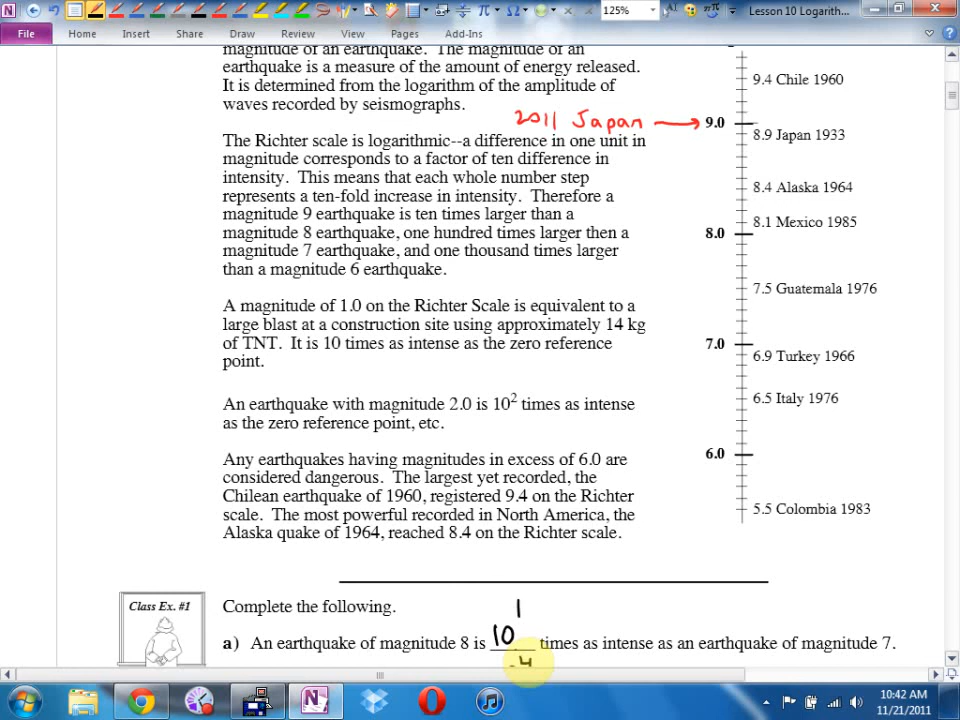 125%
Lesson 10 Logarith...
File Home Insert Share Draw Review View Pages Add-Ins
magnitude of an earthquake. The magnitude of an
earthquake is a measure of the amount of energy released.
It is determined from the logarithm of the amplitude of
waves recorded by seismographs.
2011 Japan
The Richter scale is logarithmic--a difference in one unit in
magnitude corresponds to a factor of ten difference in
intensity. This means that each whole number step
represents a ten-fold increase in intensity. Therefore a
magnitude 9 earthquake is ten times larger than a
magnitude 8 earthquake, one hundred times larger then a
magnitude 7 earthquake, and one thousand times larger
than a magnitude 6 earthquake.
A magnitude of 1.0 on the Richter Scale is equivalent to a
large blast at a construction site using approximately 14 kg
of TNT. It is 10 times as intense as the zero reference
point.
An earthquake with magnitude 2.0 is 10² times as intense
as the zero reference point, etc.
Any earthquakes having magnitudes in excess of 6.0 are
considered dangerous. The largest yet recorded, the
Chilean earthquake of 1960, registered 9.4 on the Richter
scale. The most powerful recorded in North America, the
Alaska quake of 1964, reached 8.4 on the Richter scale.
9.4 Chile 1960
9.0
8.9 Japan 1933
8.4 Alaska 1964
8.1 Mexico 1985
8.0
7.5 Guatemala 1976
7.0
6.9 Turkey 1966
6.5 Italy 1976
6.0
5.5 Colombia 1983
Class Ex. #1
Complete the following.
1
a) An earthquake of magnitude 8 is 10 times as intense as an earthquake of magnitude 7.
4
10:42 AM
11/21/2011